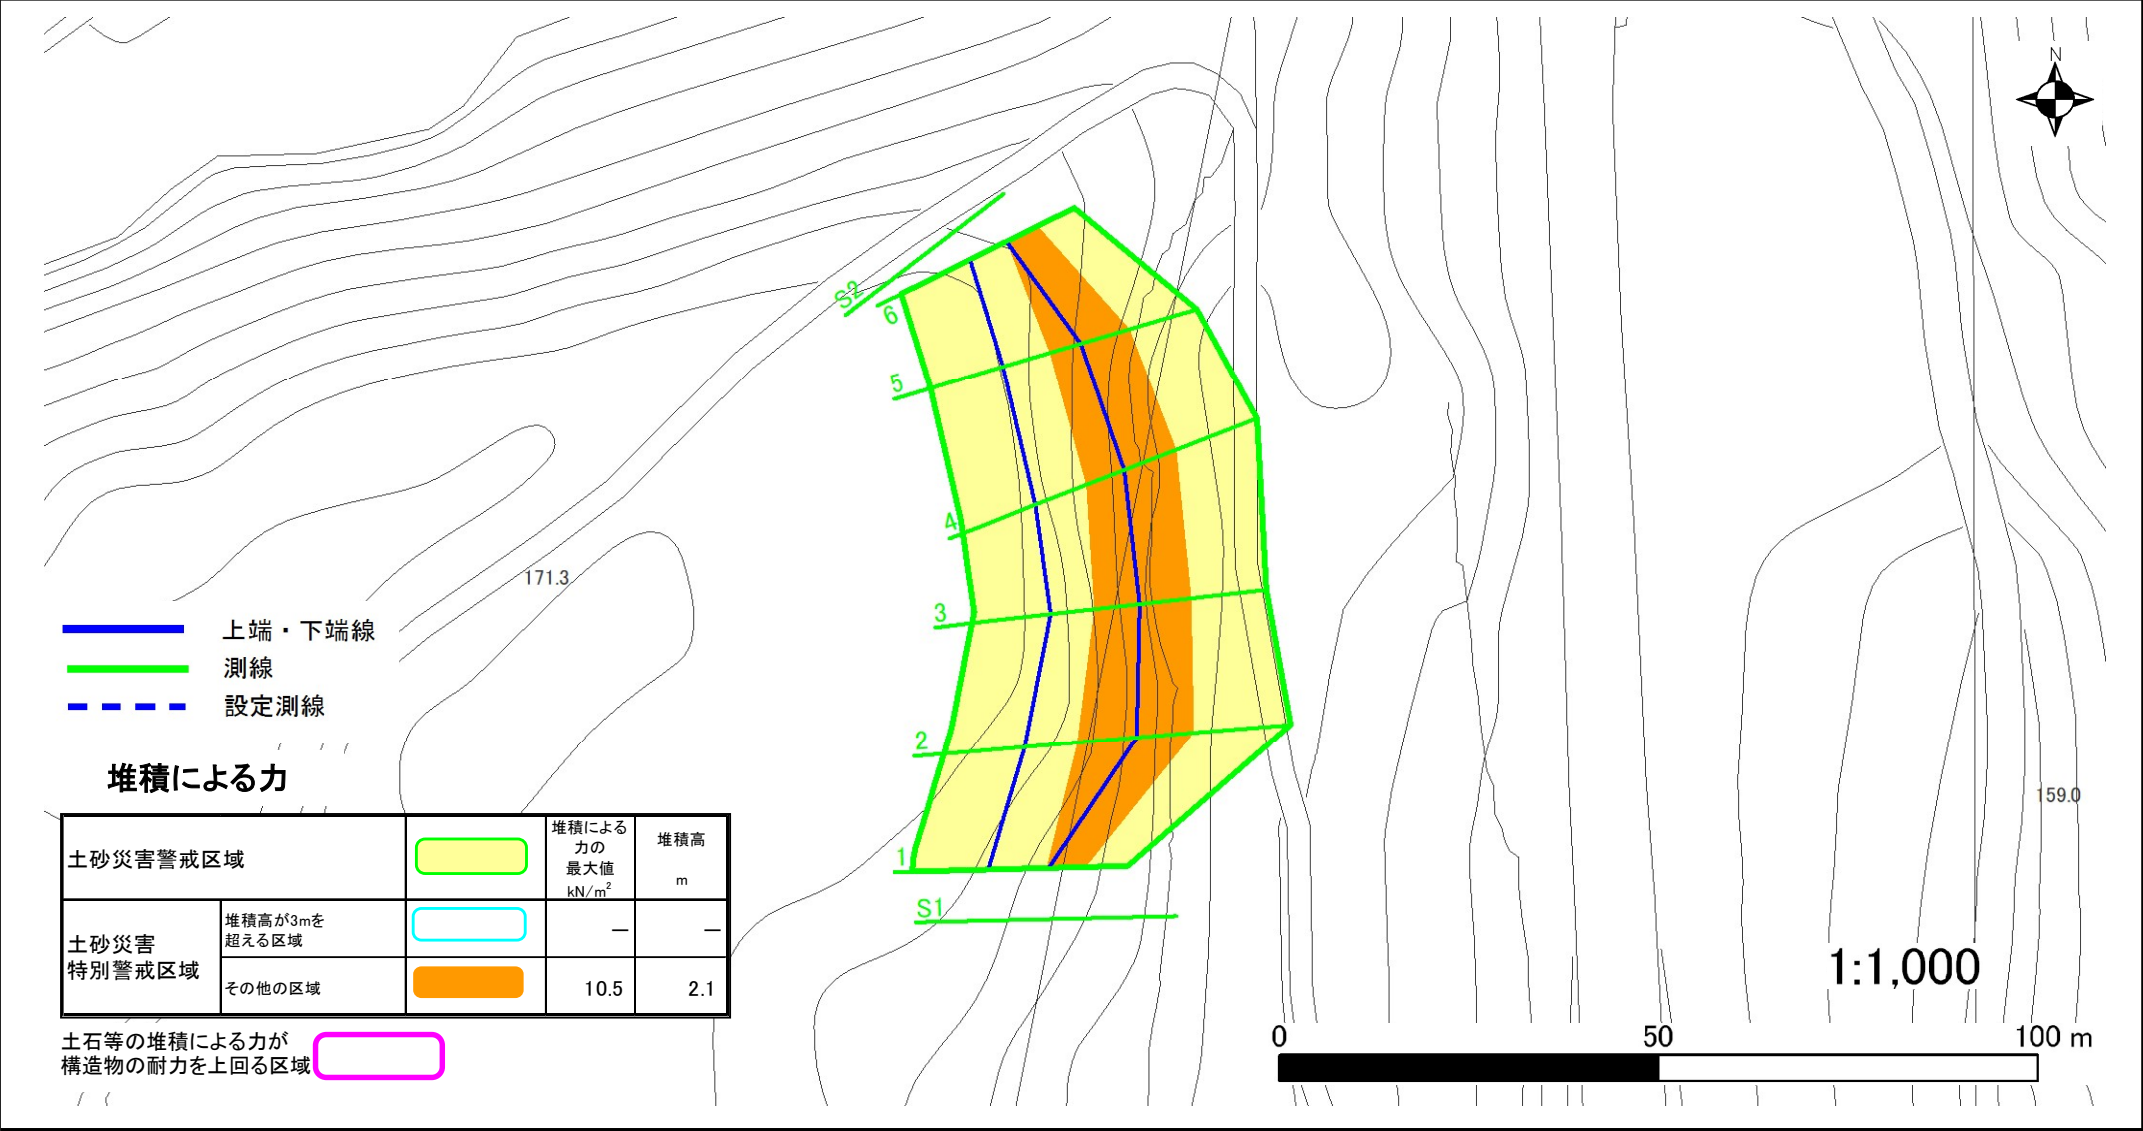 N
S2
6
5
4
171.3
3
上端・下端線
測線
設定測線
2
堆積による力
159.0
堆積による
力の
最大値
kN/m²
堆積高
m
土砂災害警戒区域
1
S1
土砂災害
特別警戒区域
堆積高が3mを
超える区域
— —
その他の区域
10.5 2.1
1:1,000
土石等の堆積による力が
構造物の耐力を上回る区域
0 50 100 m